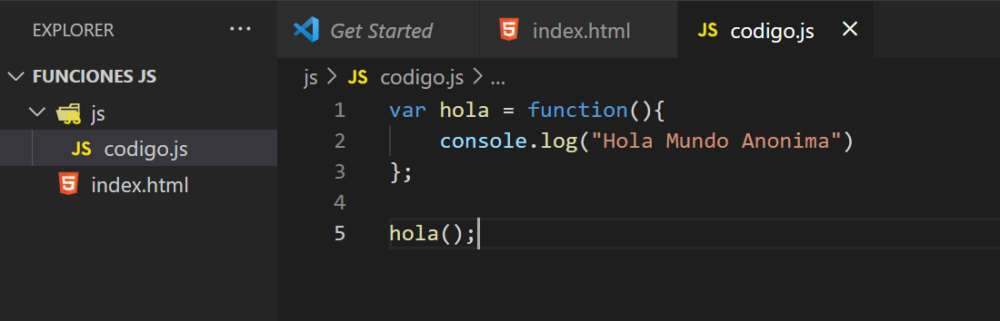 EXPLORER ...
FUNCIONES JS
js
JS codigo.js
index.html
Get Started
index.html
JS codigo.js
js > JS codigo.js > ...
1 var hola = function(){
2 console.log("Hola Mundo Anonima")
3 };
4
5 hola();